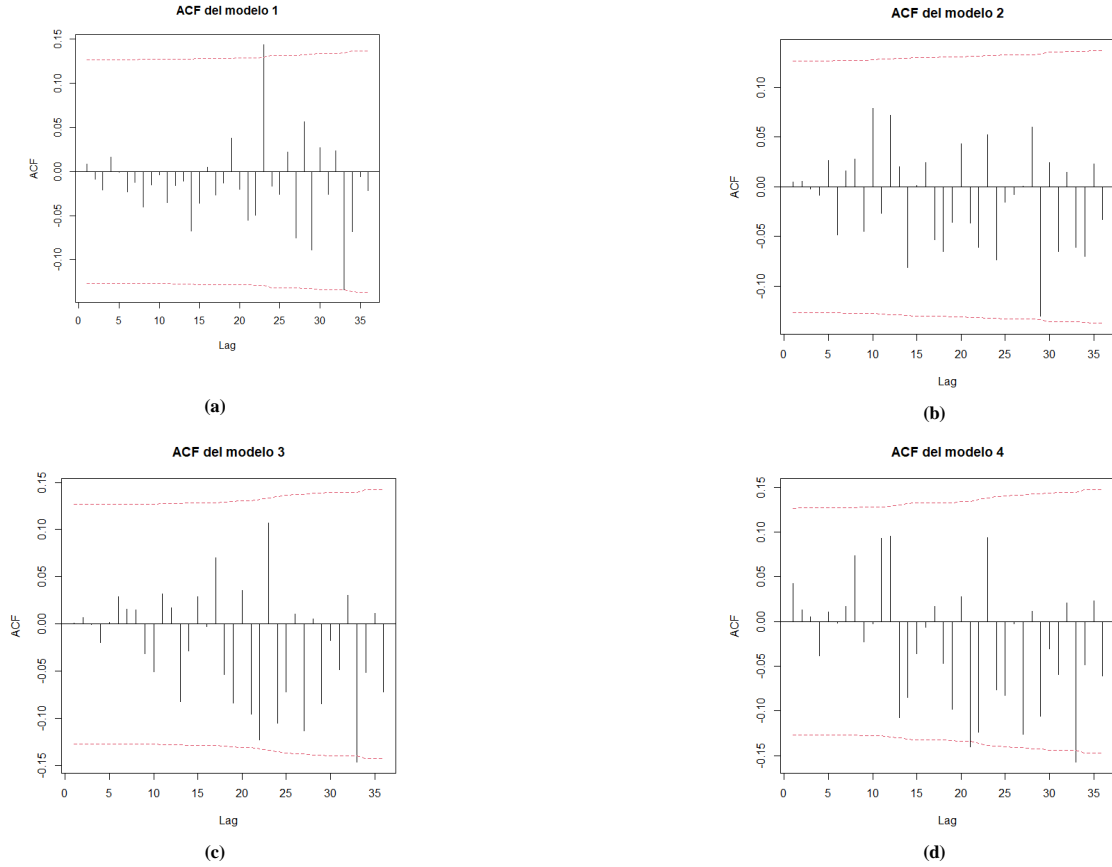 ACF del modelo 1
ACF
0.15
0.10
0.05
0.00
-0.05
-0.10
0 5 10 15 20 25 30 35
Lag
(a)
ACF del modelo 2
ACF
0.10
0.05
0.00
-0.05
-0.10
0 5 10 15 20 25 30 35
Lag
(b)
ACF del modelo 3
ACF
0.15
0.10
0.05
0.00
-0.05
-0.10
-0.15
0 5 10 15 20 25 30 35
Lag
(c)
ACF del modelo 4
ACF
0.15
0.10
0.05
0.00
-0.05
-0.10
-0.15
0 5 10 15 20 25 30 35
Lag
(d)